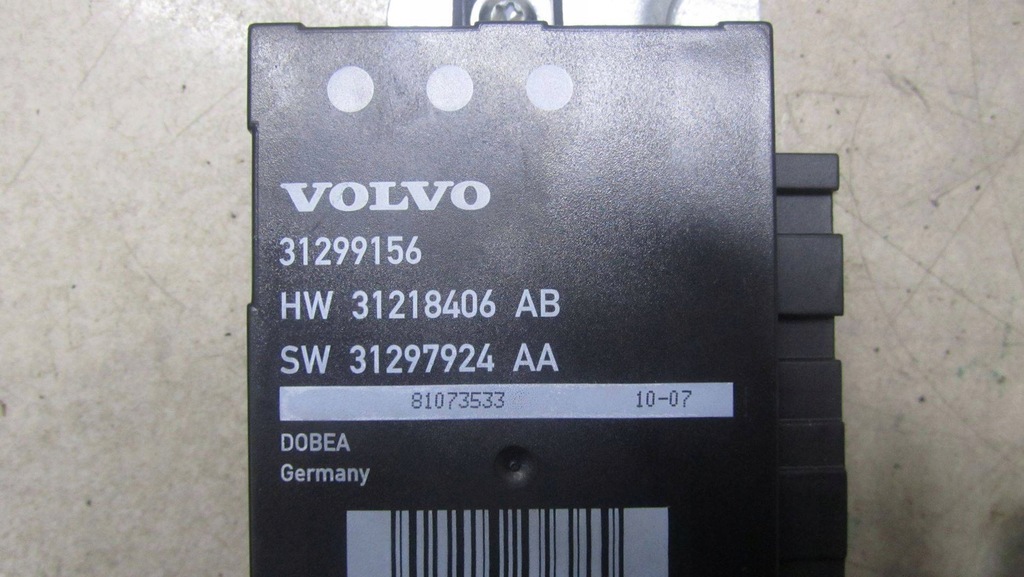 VOLVO
31299156
HW 31218406 AB
SW 31297924 AA
81073533 10-07
DOBEA
Germany